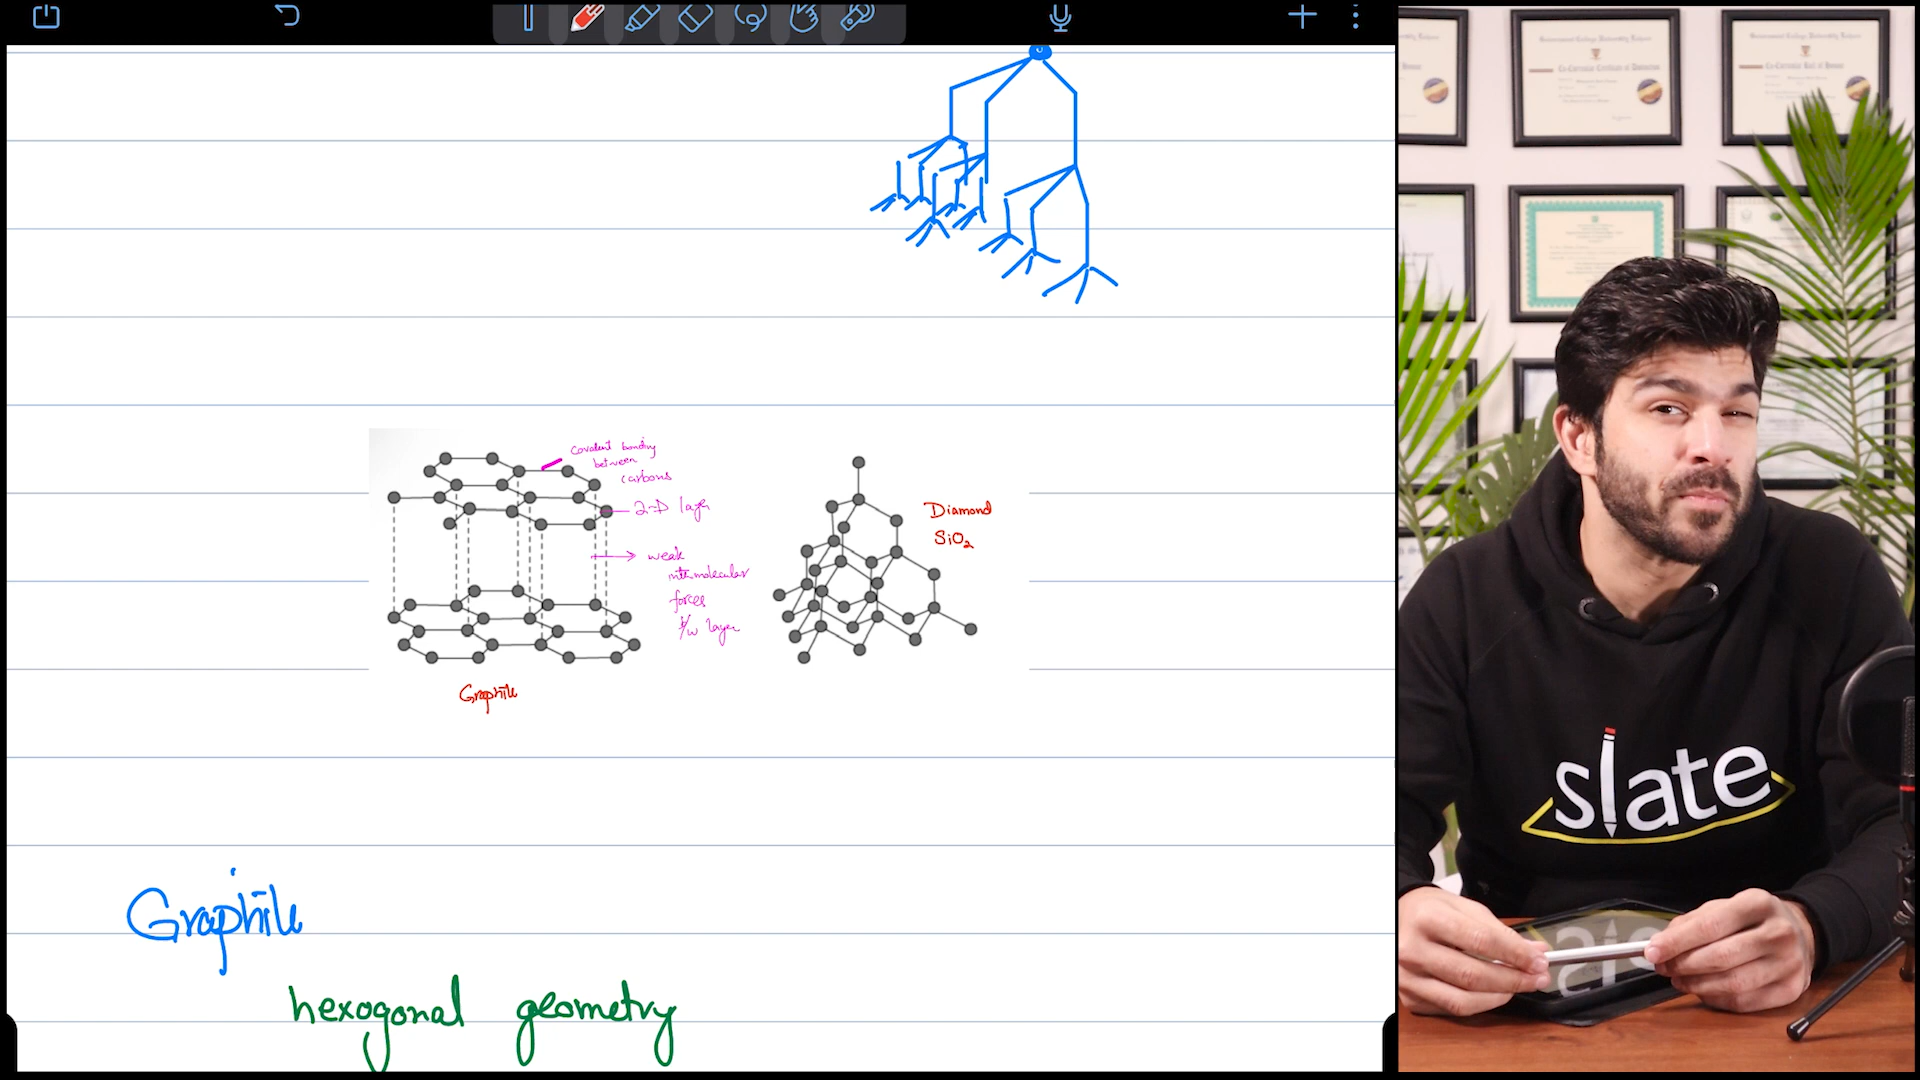 covalent bonding
between
carbons
2-D layer
weak
intermolecular
forces
b/w layer
Graphite
Diamond
SiO2
Graphite
hexogonal geometry
slate